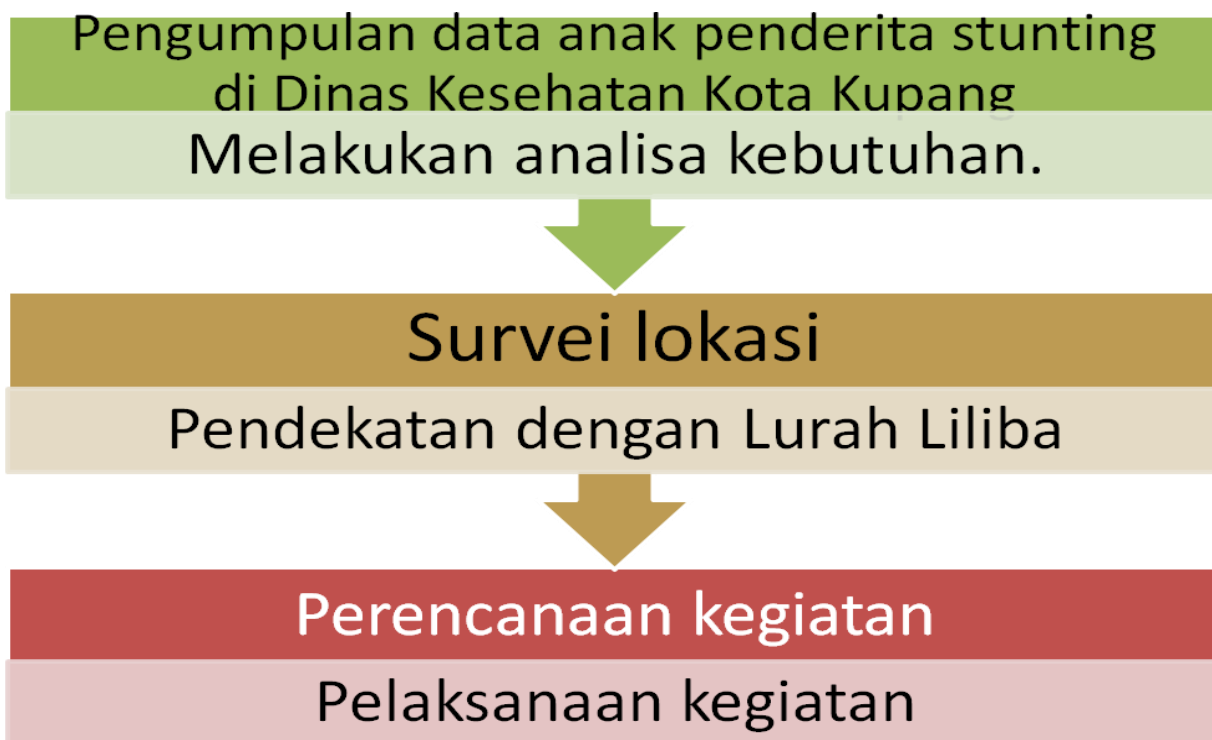 Pengumpulan data anak penderita stunting
di Dinas Kesehatan Kota Kupang
Melakukan analisa kebutuhan.
Survei lokasi
Pendekatan dengan Lurah Liliba
Perencanaan kegiatan
Pelaksanaan kegiatan